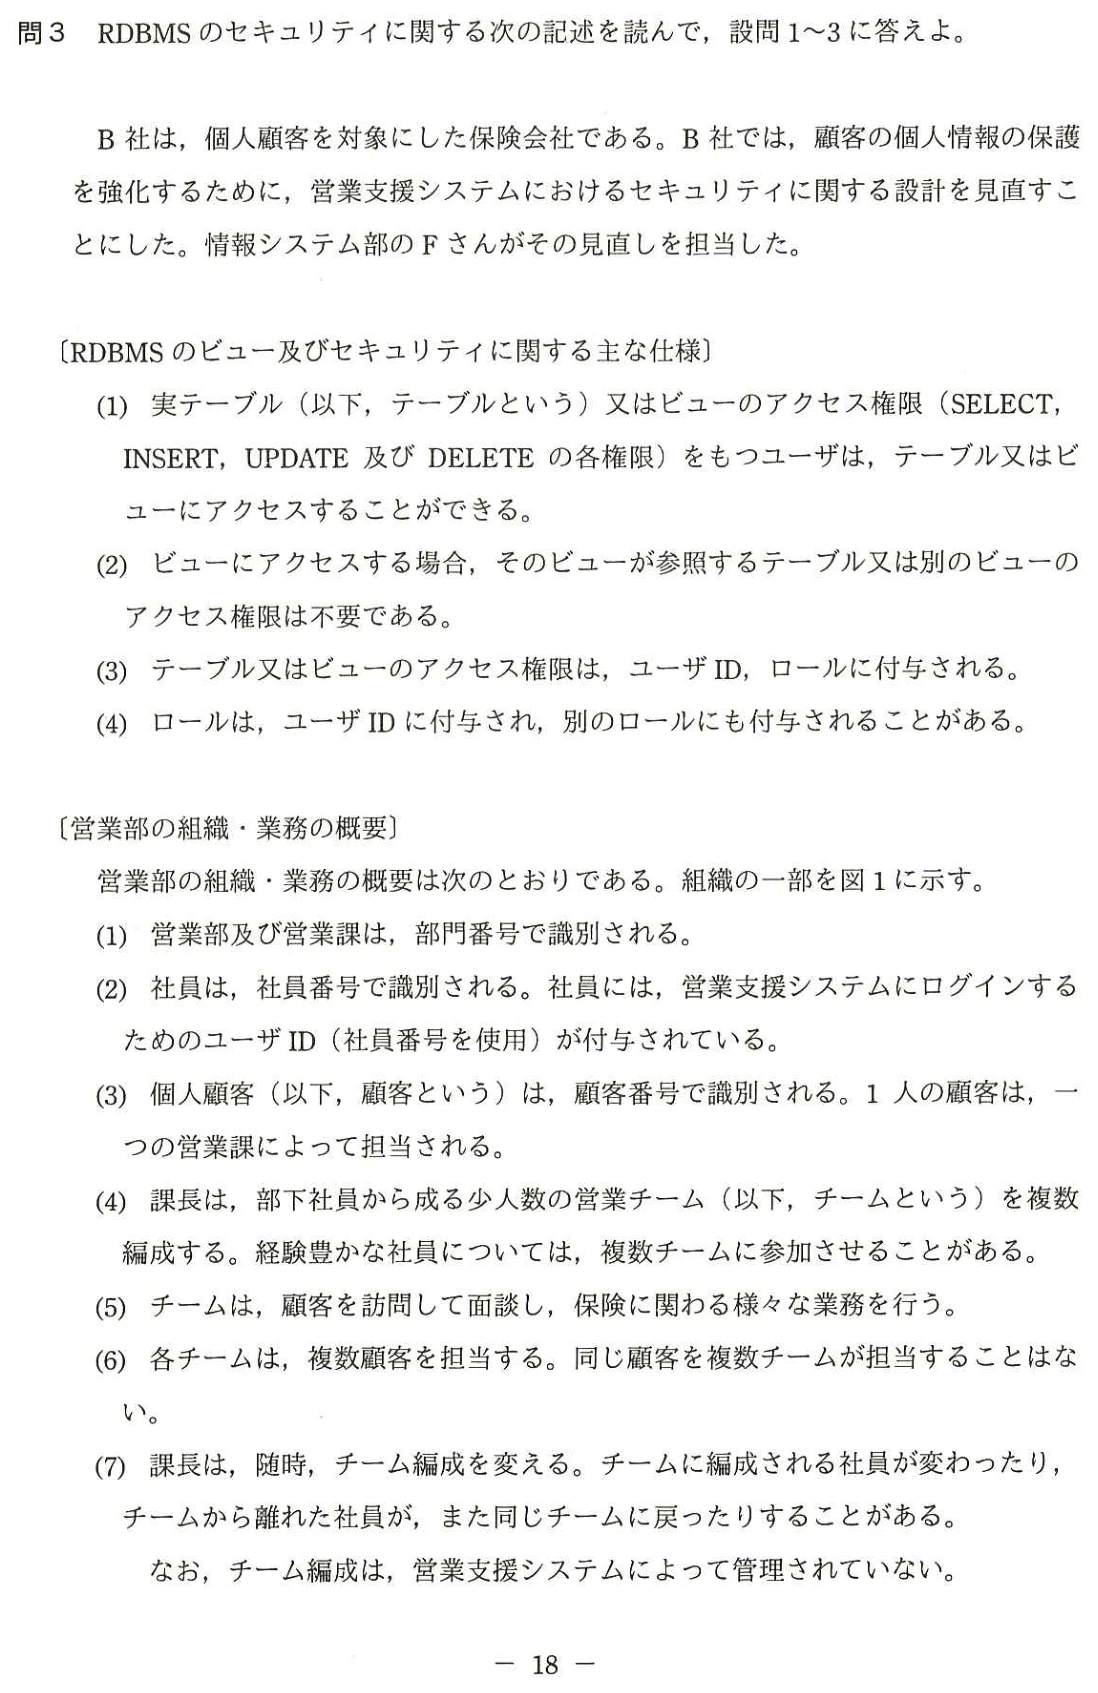 問3 RDBMS のセキュリティに関する次の記述を読んで，設問 1～3 に答えよ。
B 社は，個人顧客を対象にした保険会社である。B 社では，顧客の個人情報の保護
を強化するために，営業支援システムにおけるセキュリティに関する設計を見直すこ
とにした。情報システム部の F さんがその見直しを担当した。
〔RDBMS のビュー及びセキュリティに関する主な仕様〕
(1) 実テーブル（以下，テーブルという）又はビューのアクセス権限（SELECT，
INSERT，UPDATE 及び DELETE の各権限）をもつユーザは，テーブル又はビ
ューにアクセスすることができる。
(2) ビューにアクセスする場合，そのビューが参照するテーブル又は別のビューの
アクセス権限は不要である。
(3) テーブル又はビューのアクセス権限は，ユーザ ID，ロールに付与される。
(4) ロールは，ユーザ ID に付与され，別のロールにも付与されることがある。
〔営業部の組織・業務の概要〕
営業部の組織・業務の概要は次のとおりである。組織の一部を図 1 に示す。
(1) 営業部及び営業課は，部門番号で識別される。
(2) 社員は，社員番号で識別される。社員には，営業支援システムにログインする
ためのユーザ ID（社員番号を使用）が付与されている。
(3) 個人顧客（以下，顧客という）は，顧客番号で識別される。1 人の顧客は，一
つの営業課によって担当される。
(4) 課長は，部下社員から成る少人数の営業チーム（以下，チームという）を複数
編成する。経験豊かな社員については，複数チームに参加させることがある。
(5) チームは，顧客を訪問して面談し，保険に関わる様々な業務を行う。
(6) 各チームは，複数顧客を担当する。同じ顧客を複数チームが担当することはな
い。
(7) 課長は，随時，チーム編成を変える。チームに編成される社員が変わったり，
チームから離れた社員が，また同じチームに戻ったりすることがある。
なお，チーム編成は，営業支援システムによって管理されていない。
－ 18 －